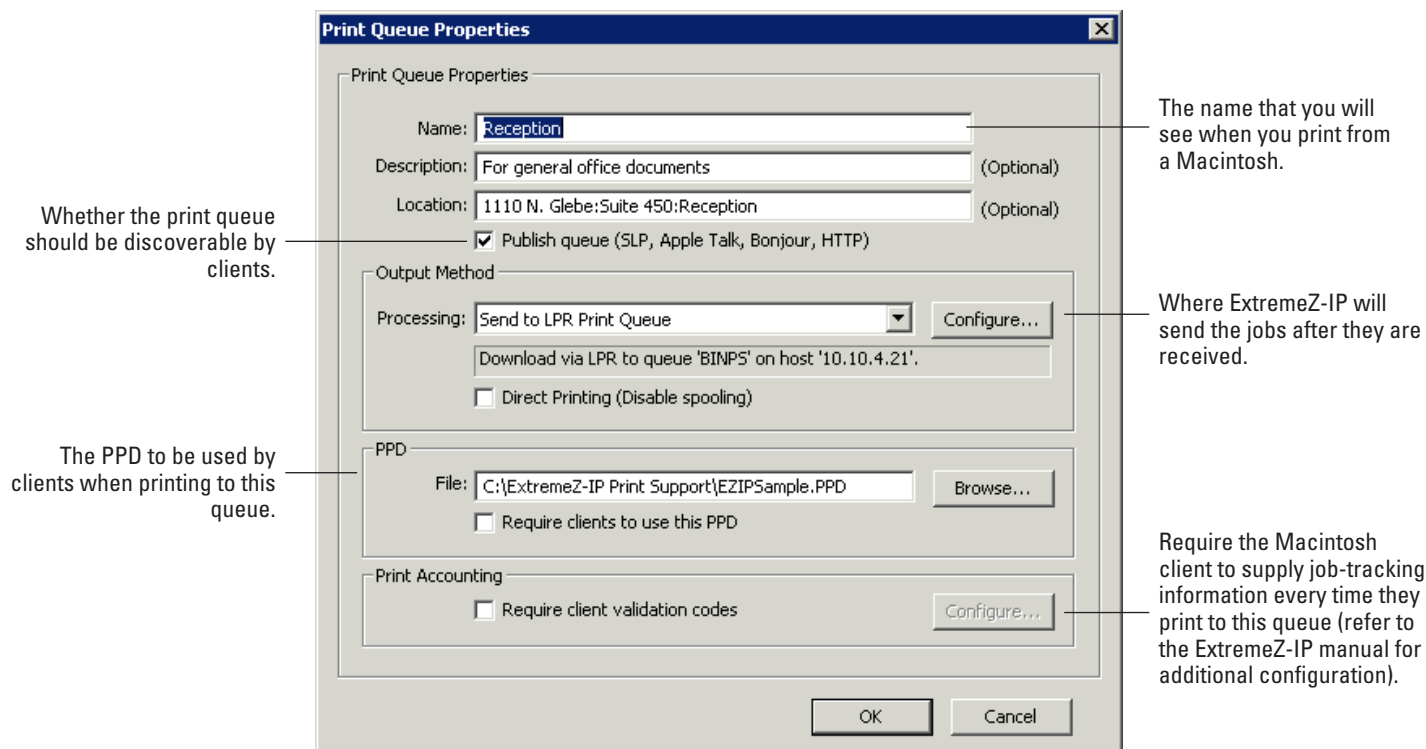 Print Queue Properties
Print Queue Properties
Name: Reception
Description: For general office documents (Optional)
Location: 1110 N. Glebe:Suite 450:Reception (Optional)
Publish queue (SLP, Apple Talk, Bonjour, HTTP)
Output Method
Processing: Send to LPR Print Queue Configure...
Download via LPR to queue 'BINPS' on host '10.10.4.21'.
Direct Printing (Disable spooling)
PPD
File: C:\ExtremeZ-IP Print Support\EZIPSample.PPD Browse...
Require clients to use this PPD
Print Accounting
Require client validation codes Configure...
OK Cancel
Whether the print queue
should be discoverable by
clients.
The PPD to be used by
clients when printing to this
queue.
The name that you will
see when you print from
a Macintosh.
Where ExtremeZ-IP will
send the jobs after they are
received.
Require the Macintosh
client to supply job-tracking
information every time they
print to this queue (refer to
the ExtremeZ-IP manual for
additional configuration).